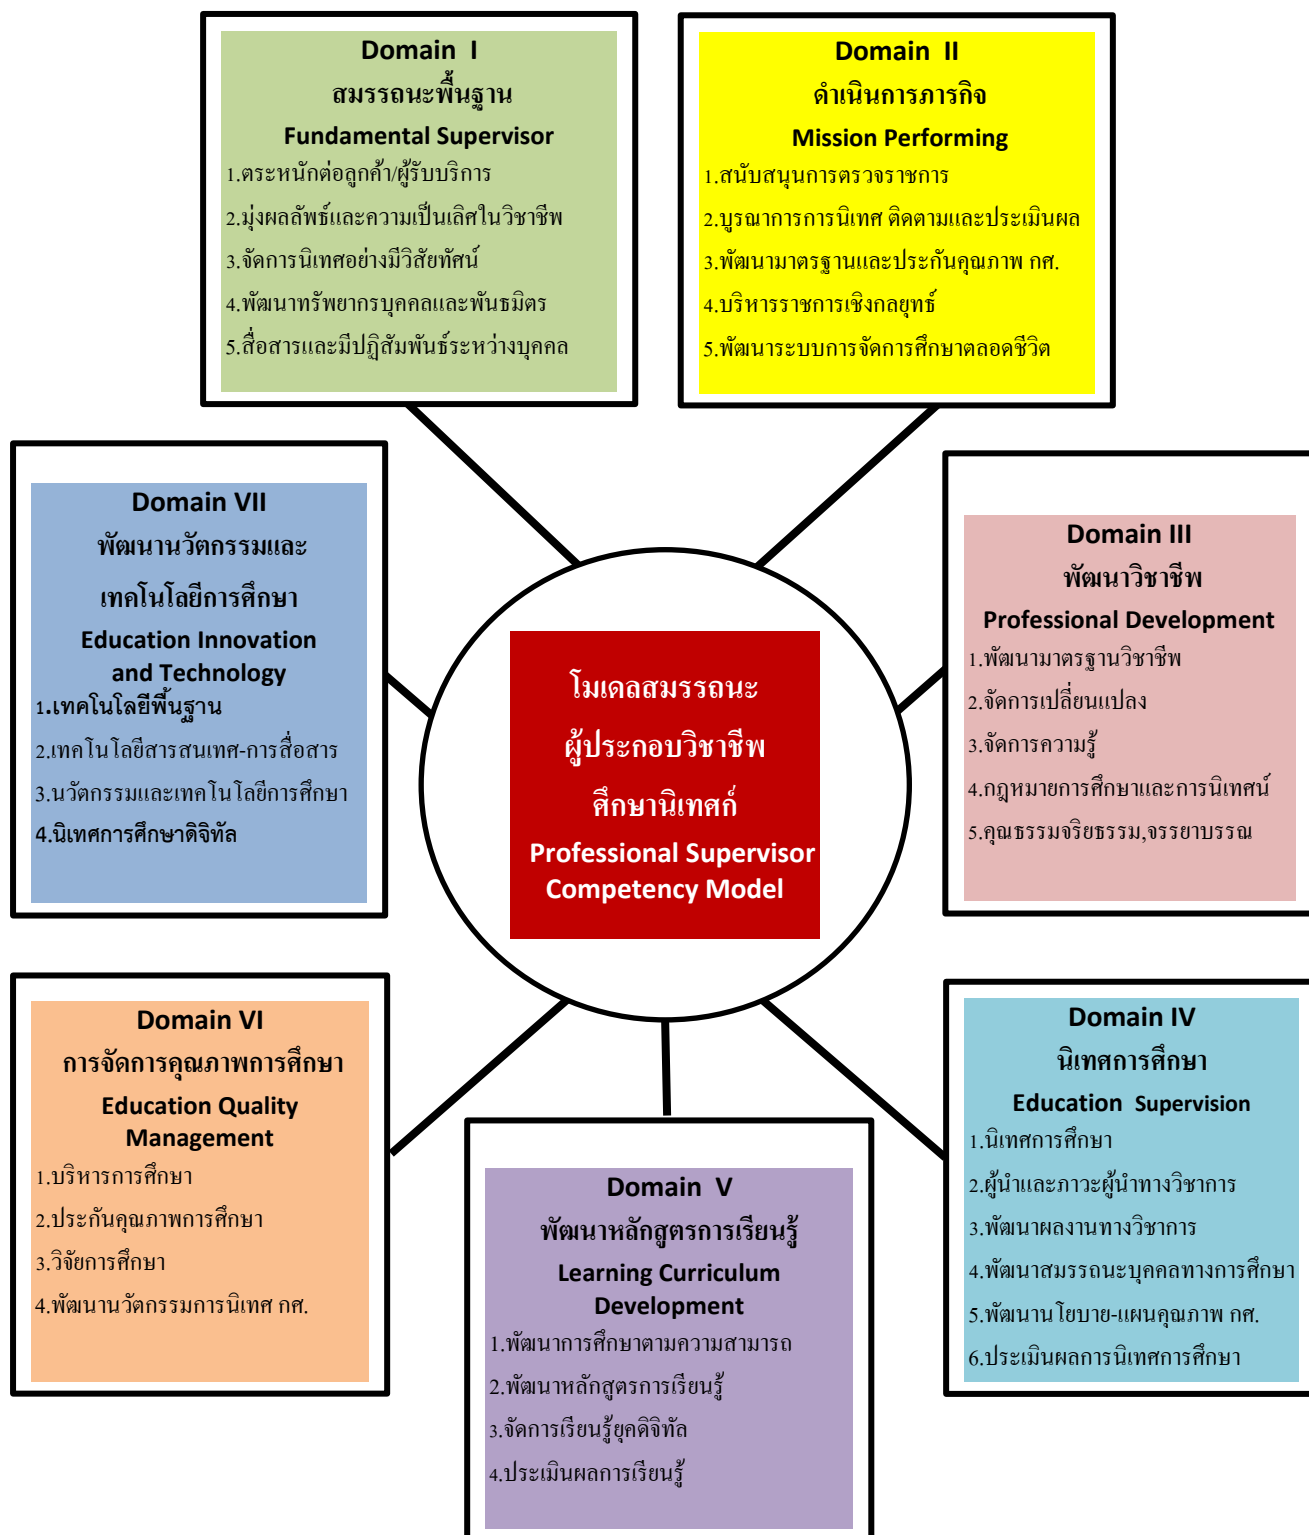 Domain I
สมรรถนะพื้นฐาน
Fundamental Supervisor
1.ตระหนักต่อลูกค้า/ผู้รับบริการ
2.มุ่งผลลัพธ์และความเป็นเลิศในวิชาชีพ
3.จัดการนิเทศอย่างมีวิสัยทัศน์
4.พัฒนาทรัพยากรบุคคลและพันธมิตร
5.สื่อสารและมีปฏิสัมพันธ์ระหว่างบุคคล
Domain II
ดำเนินการภารกิจ
Mission Performing
1.สนับสนุนการตรวจราชการ
2.บูรณาการการนิเทศ ติดตามและประเมินผล
3.พัฒนามาตรฐานและประกันคุณภาพ กศ.
4.บริหารราชการเชิงกลยุทธ์
5.พัฒนาระบบการจัดการศึกษาตลอดชีวิต
Domain VII
พัฒนานวัตกรรมและ
เทคโนโลยีการศึกษา
Education Innovation
and Technology
1.เทคโนโลยีพื้นฐาน
2.เทคโนโลยีสารสนเทศ-การสื่อสาร
3.นวัตกรรมและเทคโนโลยีการศึกษา
4.นิเทศการศึกษาดิจิทัล
โมเดลสมรรถนะ
ผู้ประกอบวิชาชีพ
ศึกษานิเทศก์
Professional Supervisor
Competency Model
Domain III
พัฒนาวิชาชีพ
Professional Development
1.พัฒนามาตรฐานวิชาชีพ
2.จัดการเปลี่ยนแปลง
3.จัดการความรู้
4.กฎหมายการศึกษาและการนิเทศน์
5.คุณธรรมจริยธรรม,จรรยาบรรณ
Domain VI
การจัดการคุณภาพการศึกษา
Education Quality
Management
1.บริหารการศึกษา
2.ประกันคุณภาพการศึกษา
3.วิจัยการศึกษา
4.พัฒนานวัตกรรมการนิเทศ กศ.
Domain V
พัฒนาหลักสูตรการเรียนรู้
Learning Curriculum
Development
1.พัฒนาการศึกษาตามความสามารถ
2.พัฒนาหลักสูตรการเรียนรู้
3.จัดการเรียนรู้ยุคดิจิทัล
4.ประเมินผลการเรียนรู้
Domain IV
นิเทศการศึกษา
Education Supervision
1.นิเทศการศึกษา
2.ผู้นำและภาวะผู้นำทางวิชาการ
3.พัฒนาผลงานทางวิชาการ
4.พัฒนาสมรรถนะบุคคลทางการศึกษา
5.พัฒนานโยบาย-แผนคุณภาพ กศ.
6.ประเมินผลการนิเทศการศึกษา